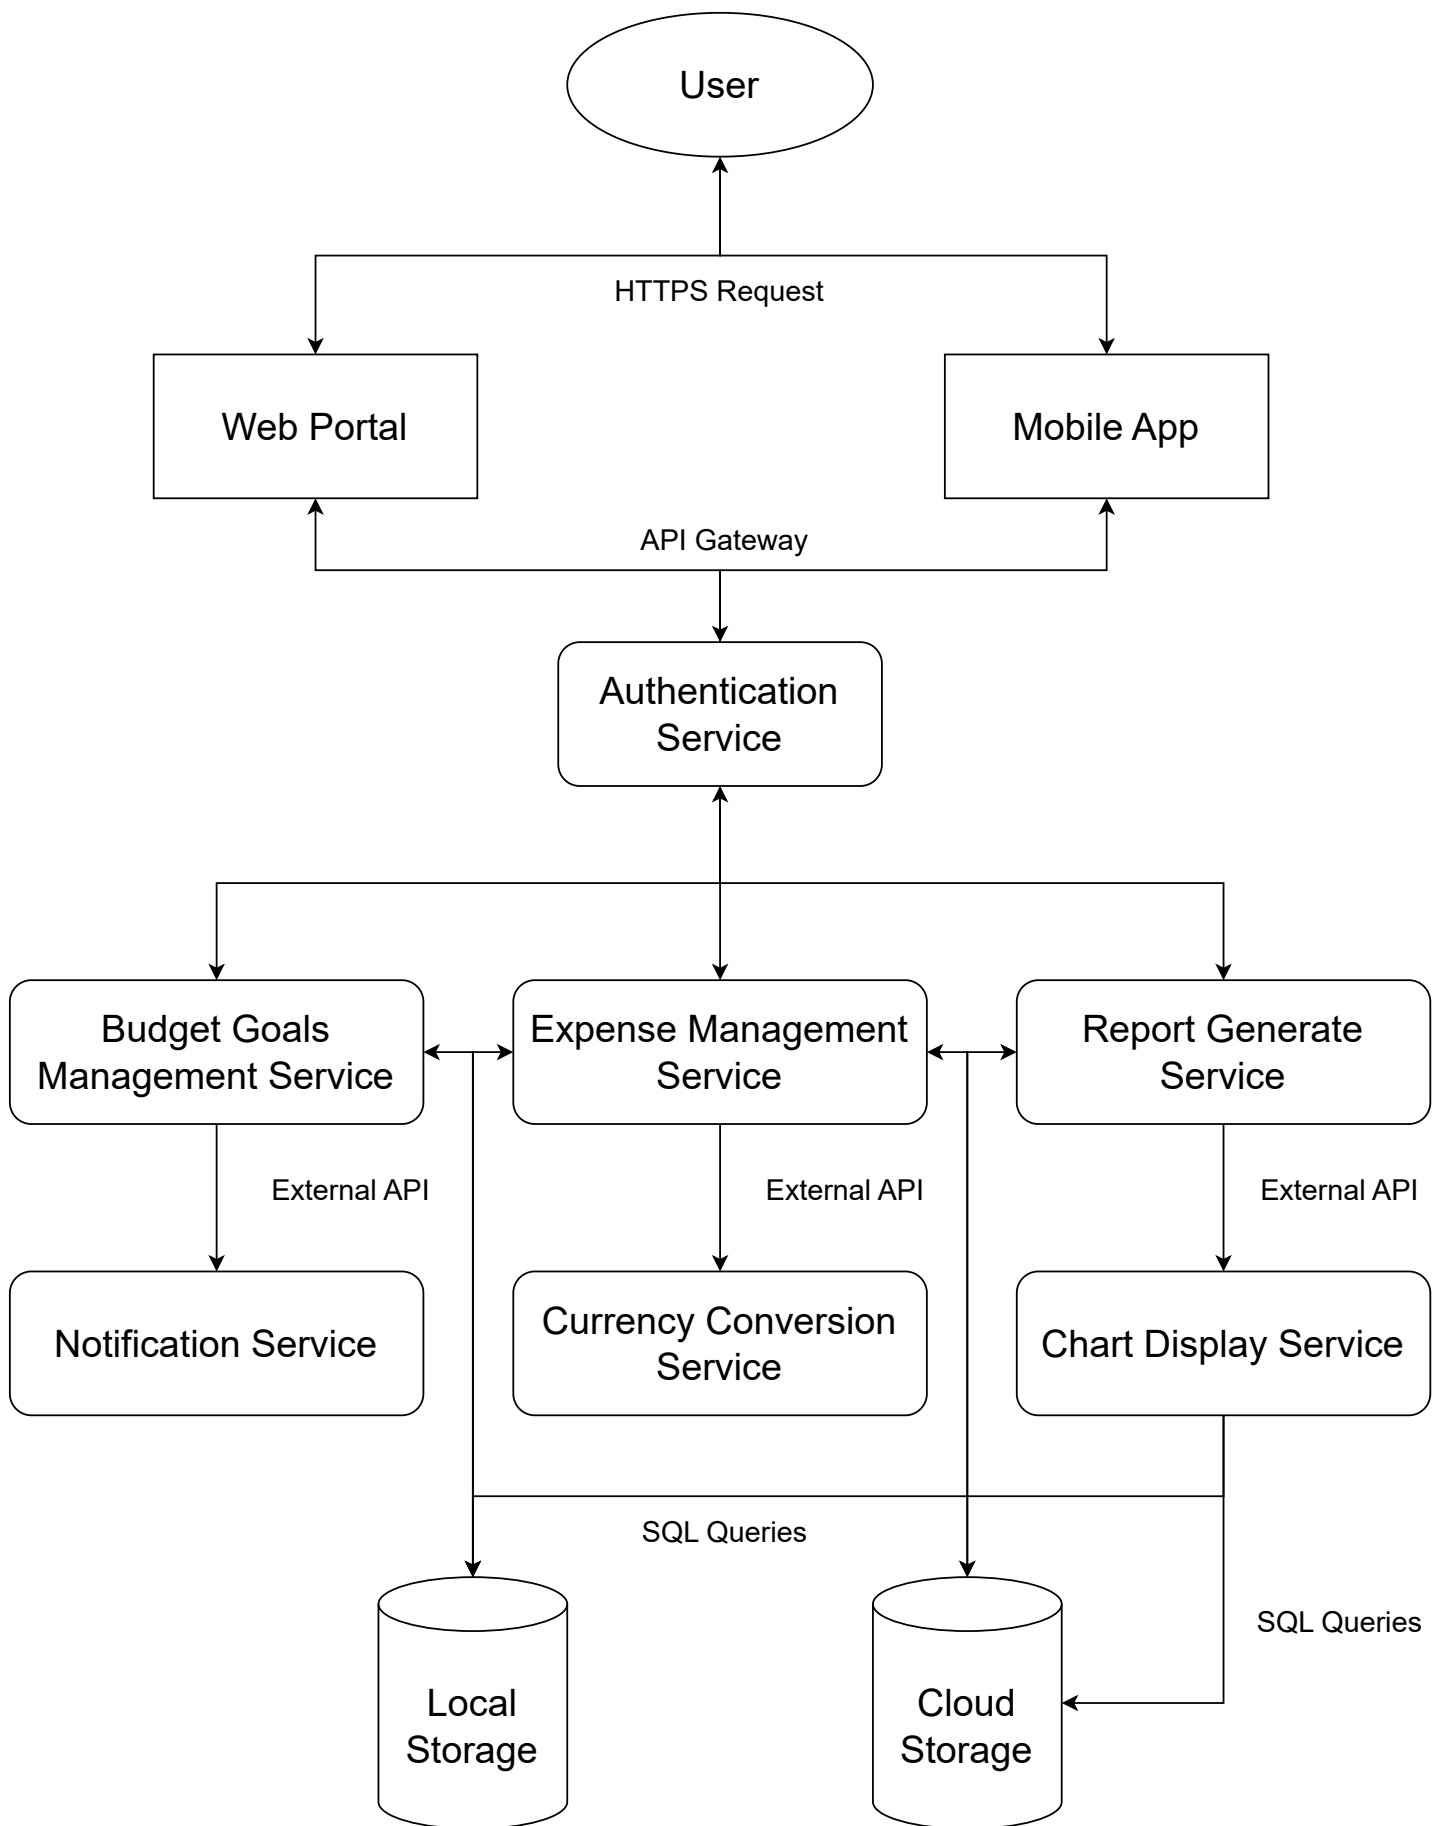 User
HTTPS Request
Web Portal
Mobile App
API Gateway
Authentication
Service
Budget Goals
Management Service
Expense Management
Service
Report Generate
Service
External API
External API
External API
Notification Service
Currency Conversion
Service
Chart Display Service
SQL Queries
SQL Queries
Local
Storage
Cloud
Storage